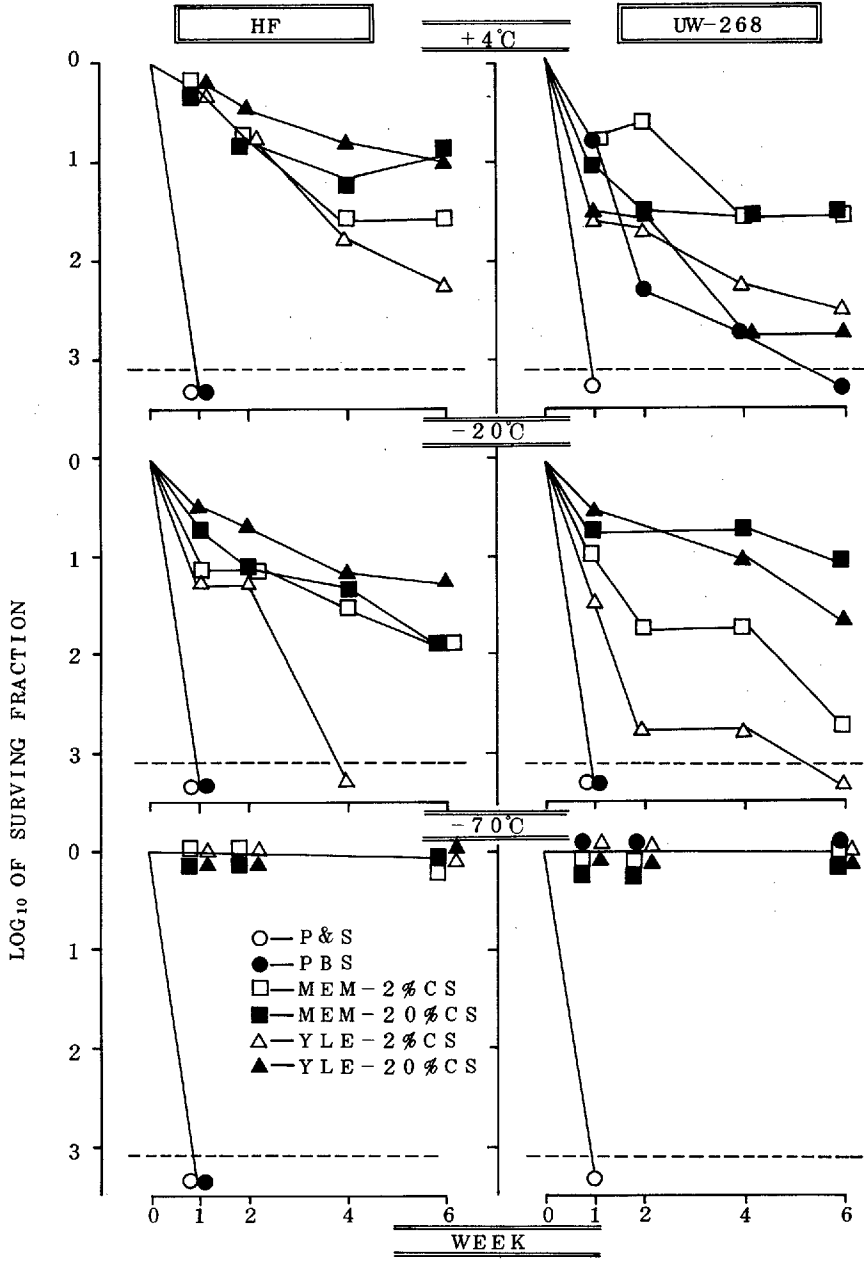 HF
+4℃
UW-268
0
1
2
3
-20℃
0
1
2
3
-70℃
0
1
2
3
LOG10 OF SURVING FRACTION
P&S
PBS
MEM-2%CS
MEM-20%CS
YLE-2%CS
YLE-20%CS
0 1 2 4 6
0 1 2 4 6
WEEK